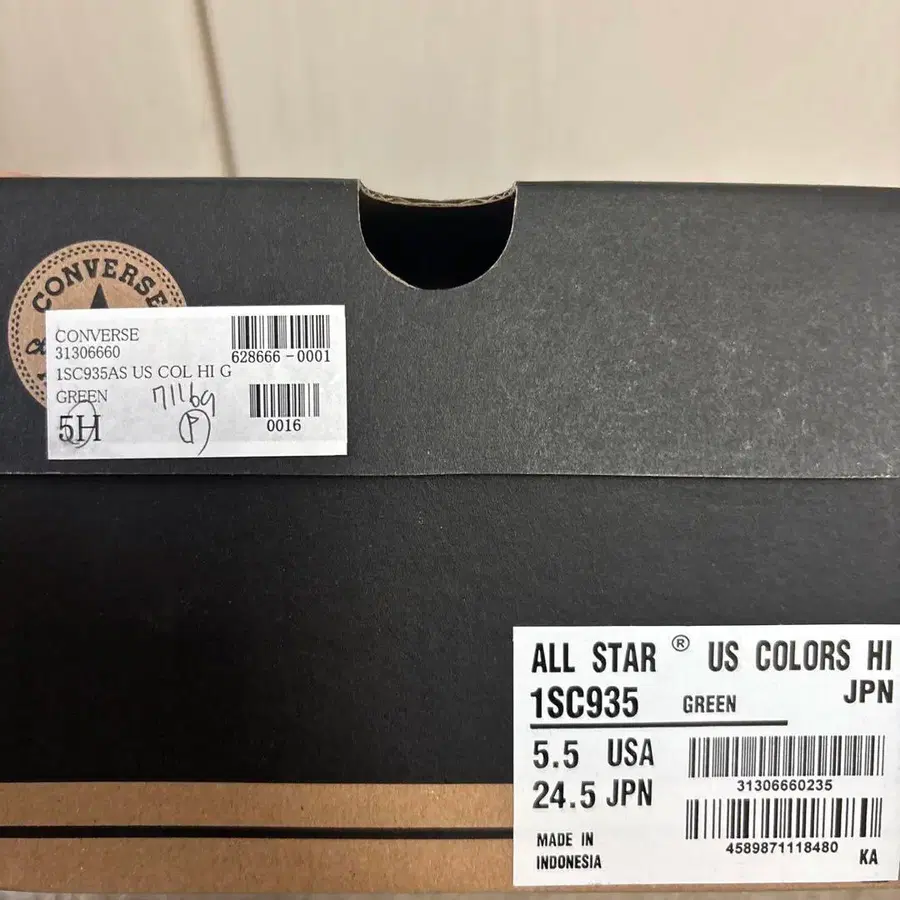 CONVERSE
CONVERSE
31306660
628666-0001
1SC935AS US COL HI G
GREEN
5H
0016
ALL STAR ® US COLORS HI
1SC935 GREEN JPN
5.5 USA
24.5 JPN
31306660235
MADE IN
INDONESIA
4589871118480 KA